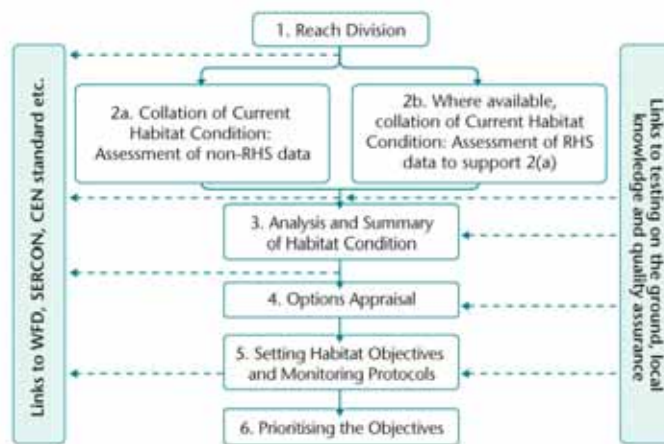 1. Reach Division
2a. Collation of Current
Habitat Condition:
Assessment of non-RHS data
2b. Where available,
collation of Current Habitat
Condition: Assessment of RHS
data to support 2(a)
3. Analysis and Summary
of Habitat Condition
4. Options Appraisal
5. Setting Habitat Objectives
and Monitoring Protocols
6. Prioritising the Objectives
Links to WFD, SERCON, CEN standard etc.
Links to testing on the ground, local
knowledge and quality assurance